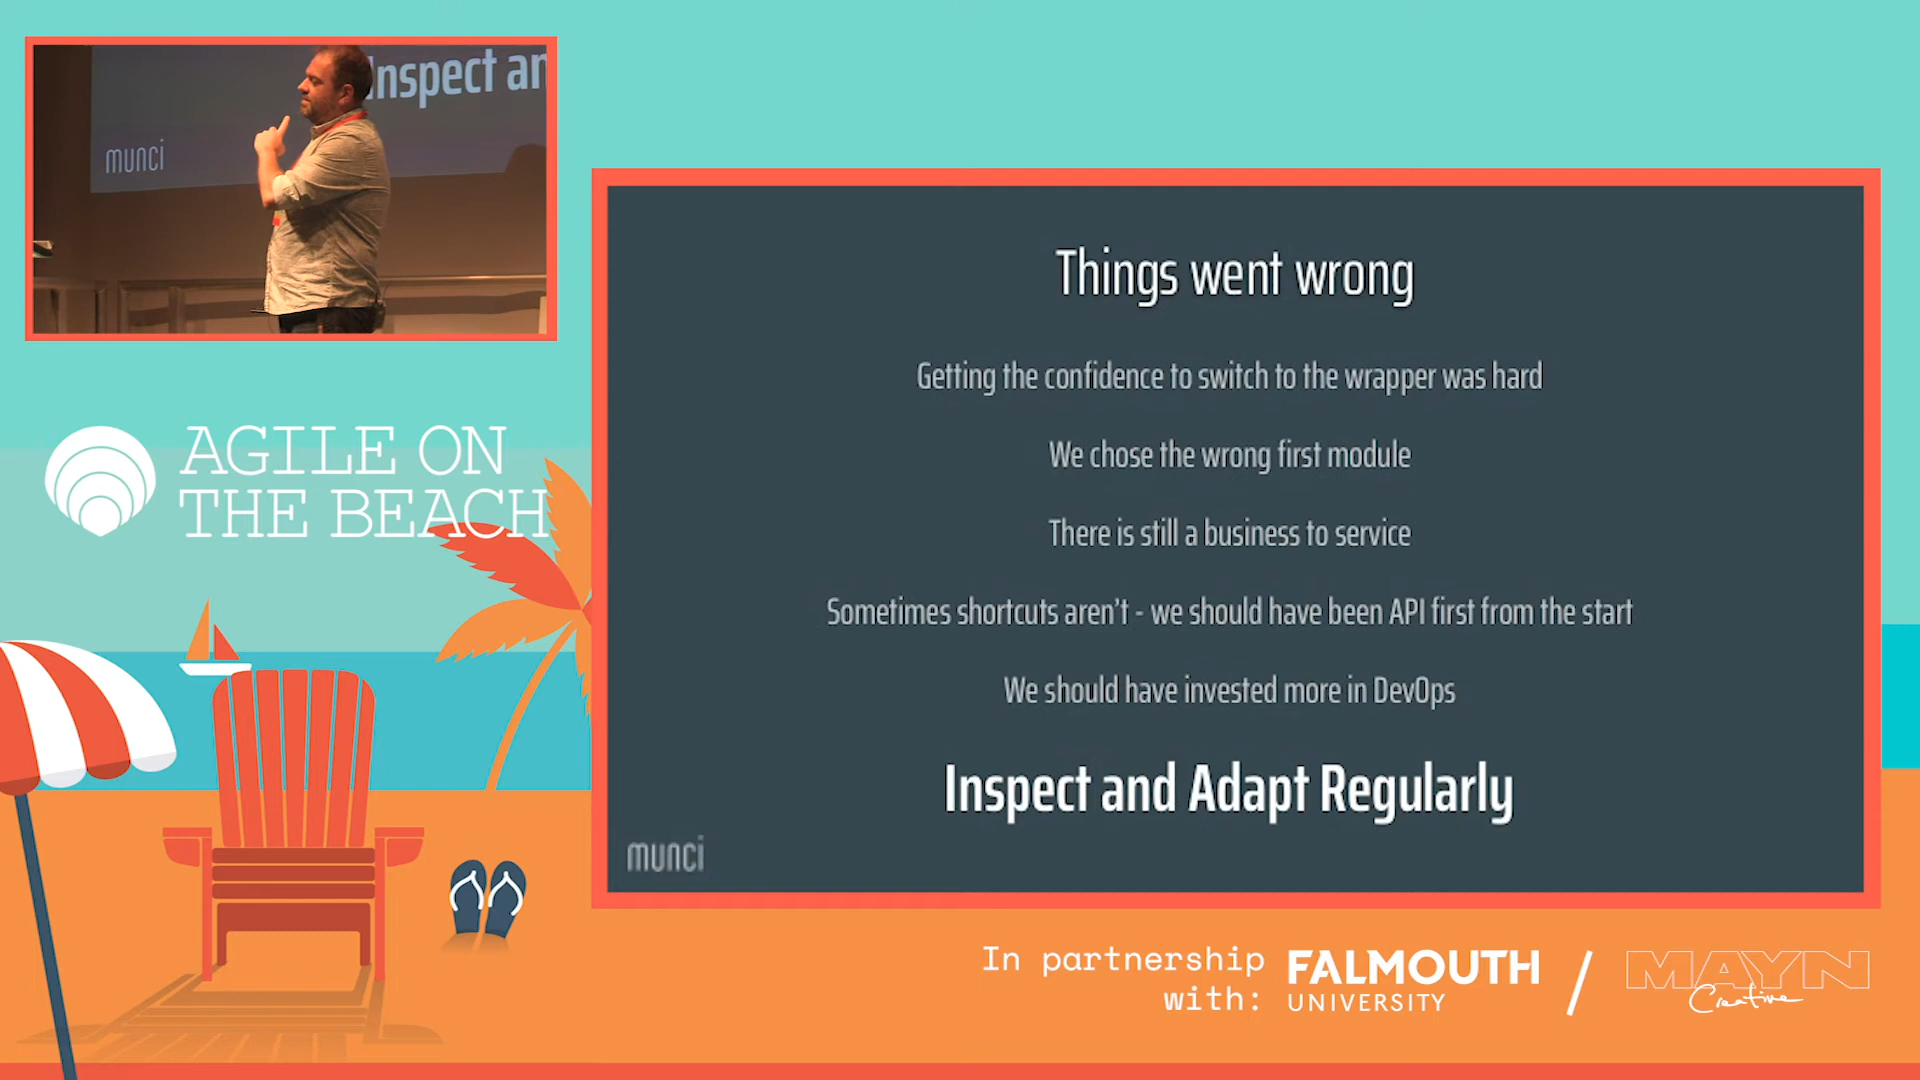 Inspect an
munci
AGILE ON
THE BEACH
Things went wrong
Getting the confidence to switch to the wrapper was hard
We chose the wrong first module
There is still a business to service
Sometimes shortcuts aren't - we should have been API first from the start
We should have invested more in DevOps
Inspect and Adapt Regularly
munci
In partnership
with:
FALMOUTH
UNIVERSITY
/
MAYN
Creative